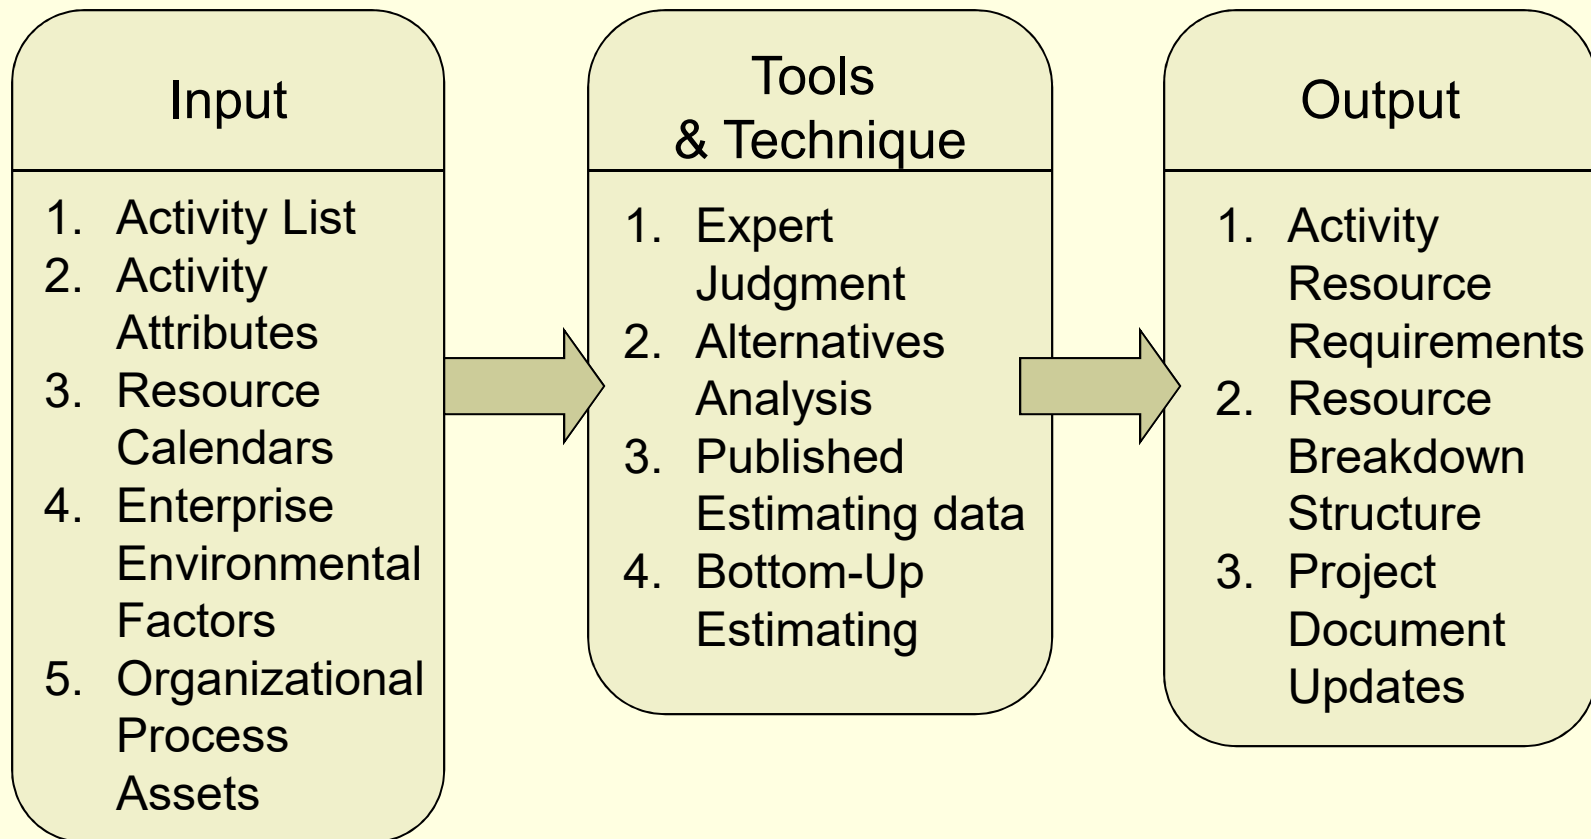 Input
1. Activity List
2. Activity
Attributes
3. Resource
Calendars
4. Enterprise
Environmental
Factors
5. Organizational
Process
Assets
Tools
& Technique
1. Expert
Judgment
2. Alternatives
Analysis
3. Published
Estimating data
4. Bottom-Up
Estimating
Output
1. Activity
Resource
Requirements
2. Resource
Breakdown
Structure
3. Project
Document
Updates